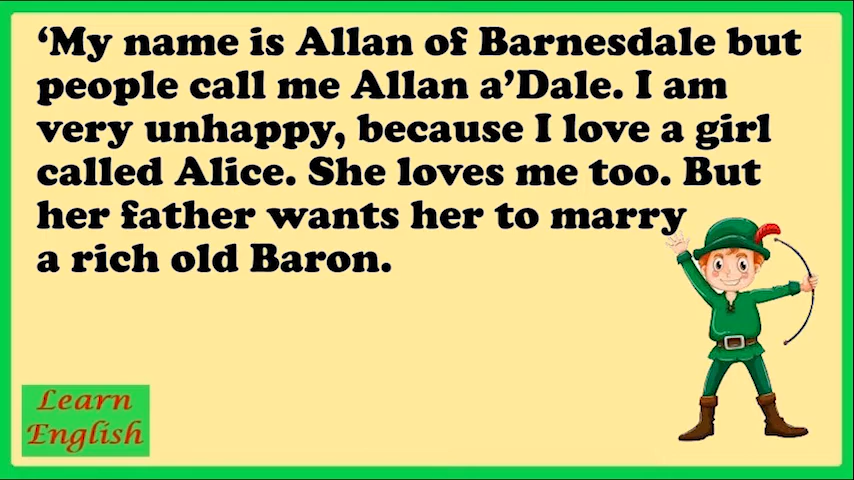 ‘My name is Allan of Barnesdale but
people call me Allan a’Dale. I am
very unhappy, because I love a girl
called Alice. She loves me too. But
her father wants her to marry
a rich old Baron.
Learn
English